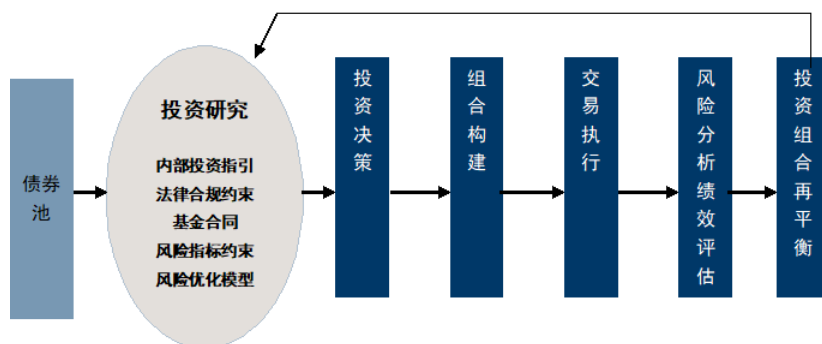 债券
池
投资研究
内部投资指引
法律合规约束
基金合同
风险指标约束
风险优化模型
投资决策
组合构建
交易执行
风险分析绩效评估
投资组合再平衡